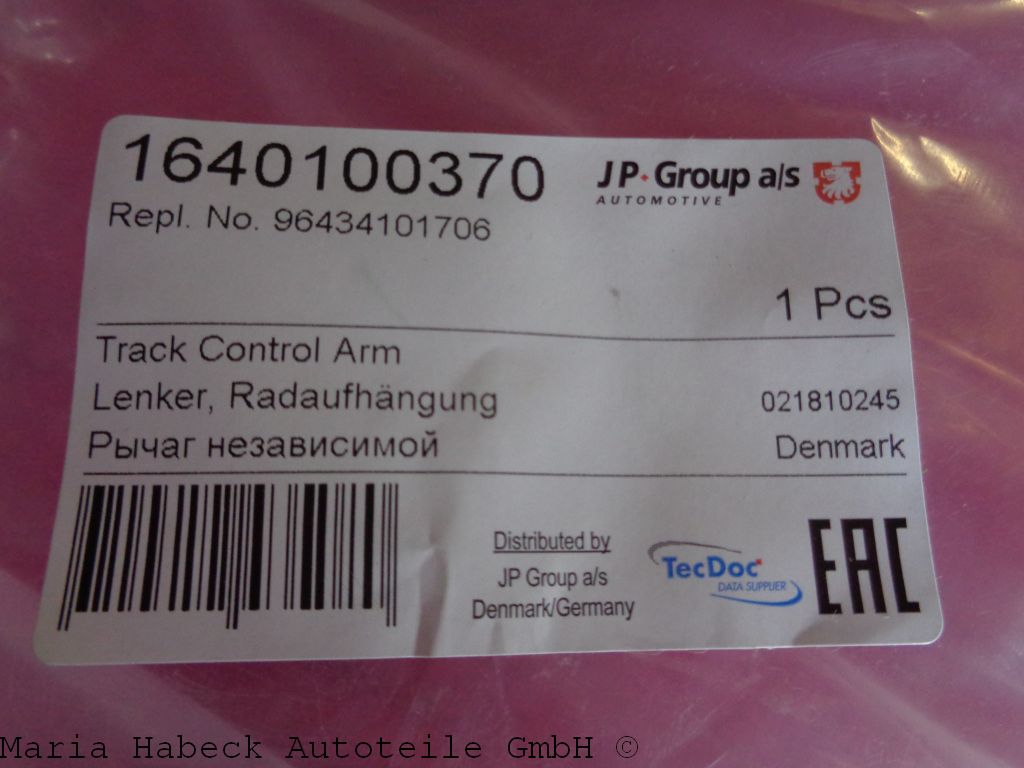 1640100370
JP Group a/s
AUTOMOTIVE
Repl. No. 96434101706
1 Pcs
Track Control Arm
Lenker, Radaufhängung
021810245
Рычаг независимой
Denmark
Distributed by
JP Group a/s
Denmark/Germany
TecDoc
DATA SUPPLIER
EAC
Maria Habeck Autoteile GmbH ©